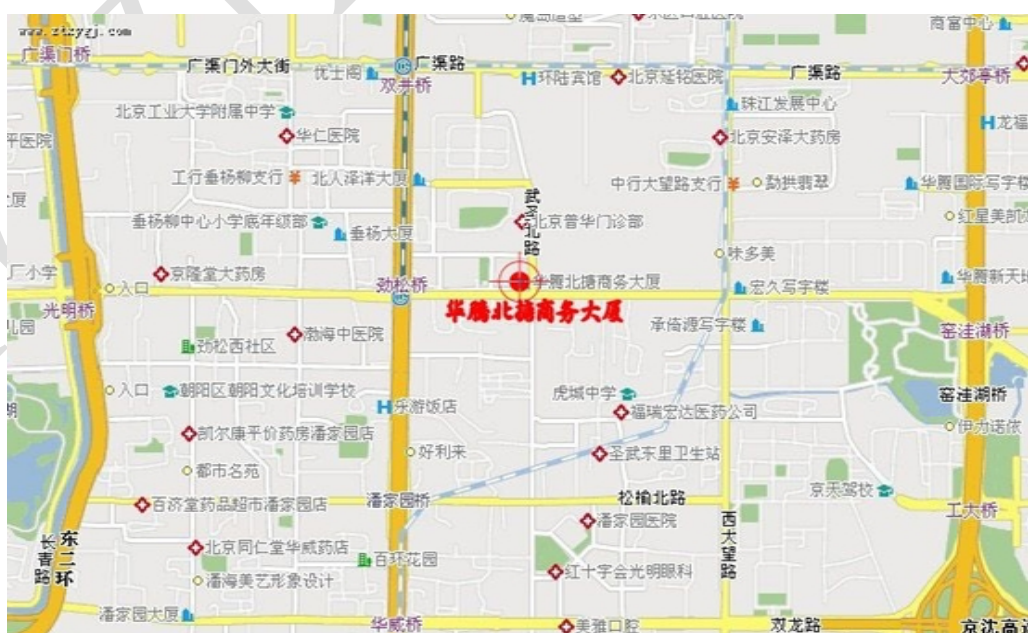 www.ztxygj.com
商富中心
广渠门桥
广渠门外大街
优士阁
广渠路
双井桥
环陆宾馆
北京延铭医院
广渠路
大郊亭桥
北京工业大学附属中学
珠江发展中心
平医院
华仁医院
北京安泽大药房
龙福
工行垂杨柳支行
北人泽洋大厦
中行大望路支行
勐拱翡翠
华腾国际写字楼
武圣北路
垂杨柳中心小学底年级部
垂杨大厦
北京普华门诊部
红星美凯
味多美
厂小学
京隆堂大药房
入口
劲松桥
华腾北搪商务大厦
宏久写字楼
华腾新天地
光明桥
华腾北搪商务大厦
承倚源写字楼
窑洼湖桥
儿园
渤海中医院
劲松西社区
入口
朝阳区朝阳文化培训学校
虎城中学
窑洼湖桥
湖
乐游饭店
福瑞宏达医药公司
伊力诺依
凯尔康平价药房潘家园店
好利来
圣武东里卫生站
都市名苑
京天驾校
百济堂药品超市潘家园店
潘家园桥
松榆北路
工大桥
潘家园医院
西大望路
长青路
东二环
北京同仁堂华威药店
百环花园
潘海美艺形象设计
红十字会光明眼科
潘家园大厦
华威桥
美雅口腔
双龙路
京沈高速